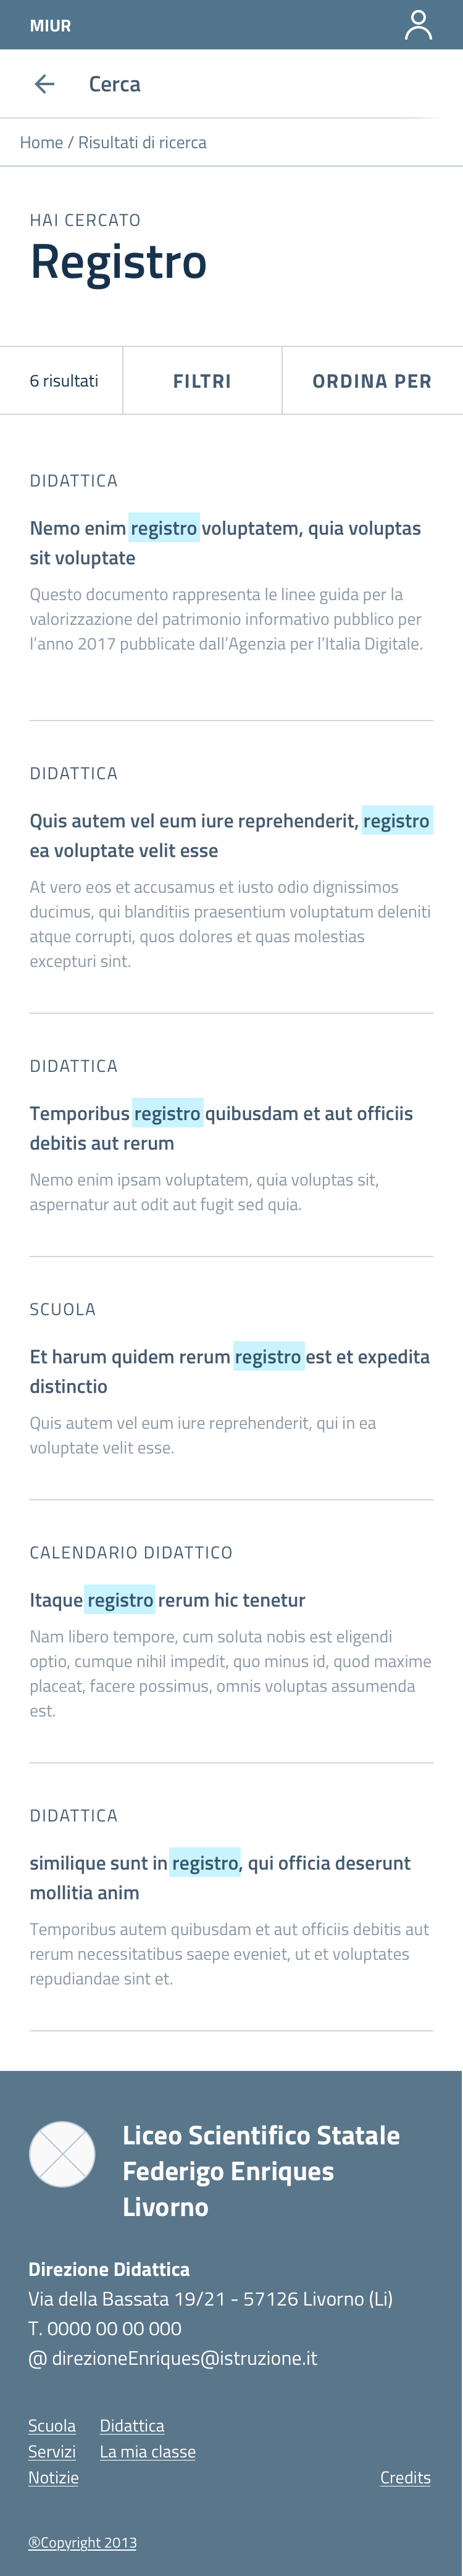 MIUR
Cerca
Home / Risultati di ricerca
HAI CERCATO
Registro
6 risultati
FILTRI
ORDINA PER
DIDATTICA
Nemo enim registro voluptatem, quia voluptas
sit voluptate
Questo documento rappresenta le linee guida per la
valorizzazione del patrimonio informativo pubblico per
l’anno 2017 pubblicate dall’Agenzia per l’Italia Digitale.
DIDATTICA
Quis autem vel eum iure reprehenderit, registro
ea voluptate velit esse
At vero eos et accusamus et iusto odio dignissimos
ducimus, qui blanditiis praesentium voluptatum deleniti
atque corrupti, quos dolores et quas molestias
excepturi sint.
DIDATTICA
Temporibus registro quibusdam et aut officiis
debitis aut rerum
Nemo enim ipsam voluptatem, quia voluptas sit,
aspernatur aut odit aut fugit sed quia.
SCUOLA
Et harum quidem rerum registro est et expedita
distinctio
Quis autem vel eum iure reprehenderit, qui in ea
voluptate velit esse.
CALENDARIO DIDATTICO
Itaque registro rerum hic tenetur
Nam libero tempore, cum soluta nobis est eligendi
optio, cumque nihil impedit, quo minus id, quod maxime
placeat, facere possimus, omnis voluptas assumenda
est.
DIDATTICA
similique sunt in registro, qui officia deserunt
mollitia anim
Temporibus autem quibusdam et aut officiis debitis aut
rerum necessitatibus saepe eveniet, ut et voluptates
repudiandae sint et.
Liceo Scientifico Statale
Federigo Enriques
Livorno
Direzione Didattica
Via della Bassata 19/21 - 57126 Livorno (Li)
T. 0000 00 00 000
@ direzioneEnriques@istruzione.it
Scuola Didattica
Servizi La mia classe
Notizie Credits
®Copyright 2013